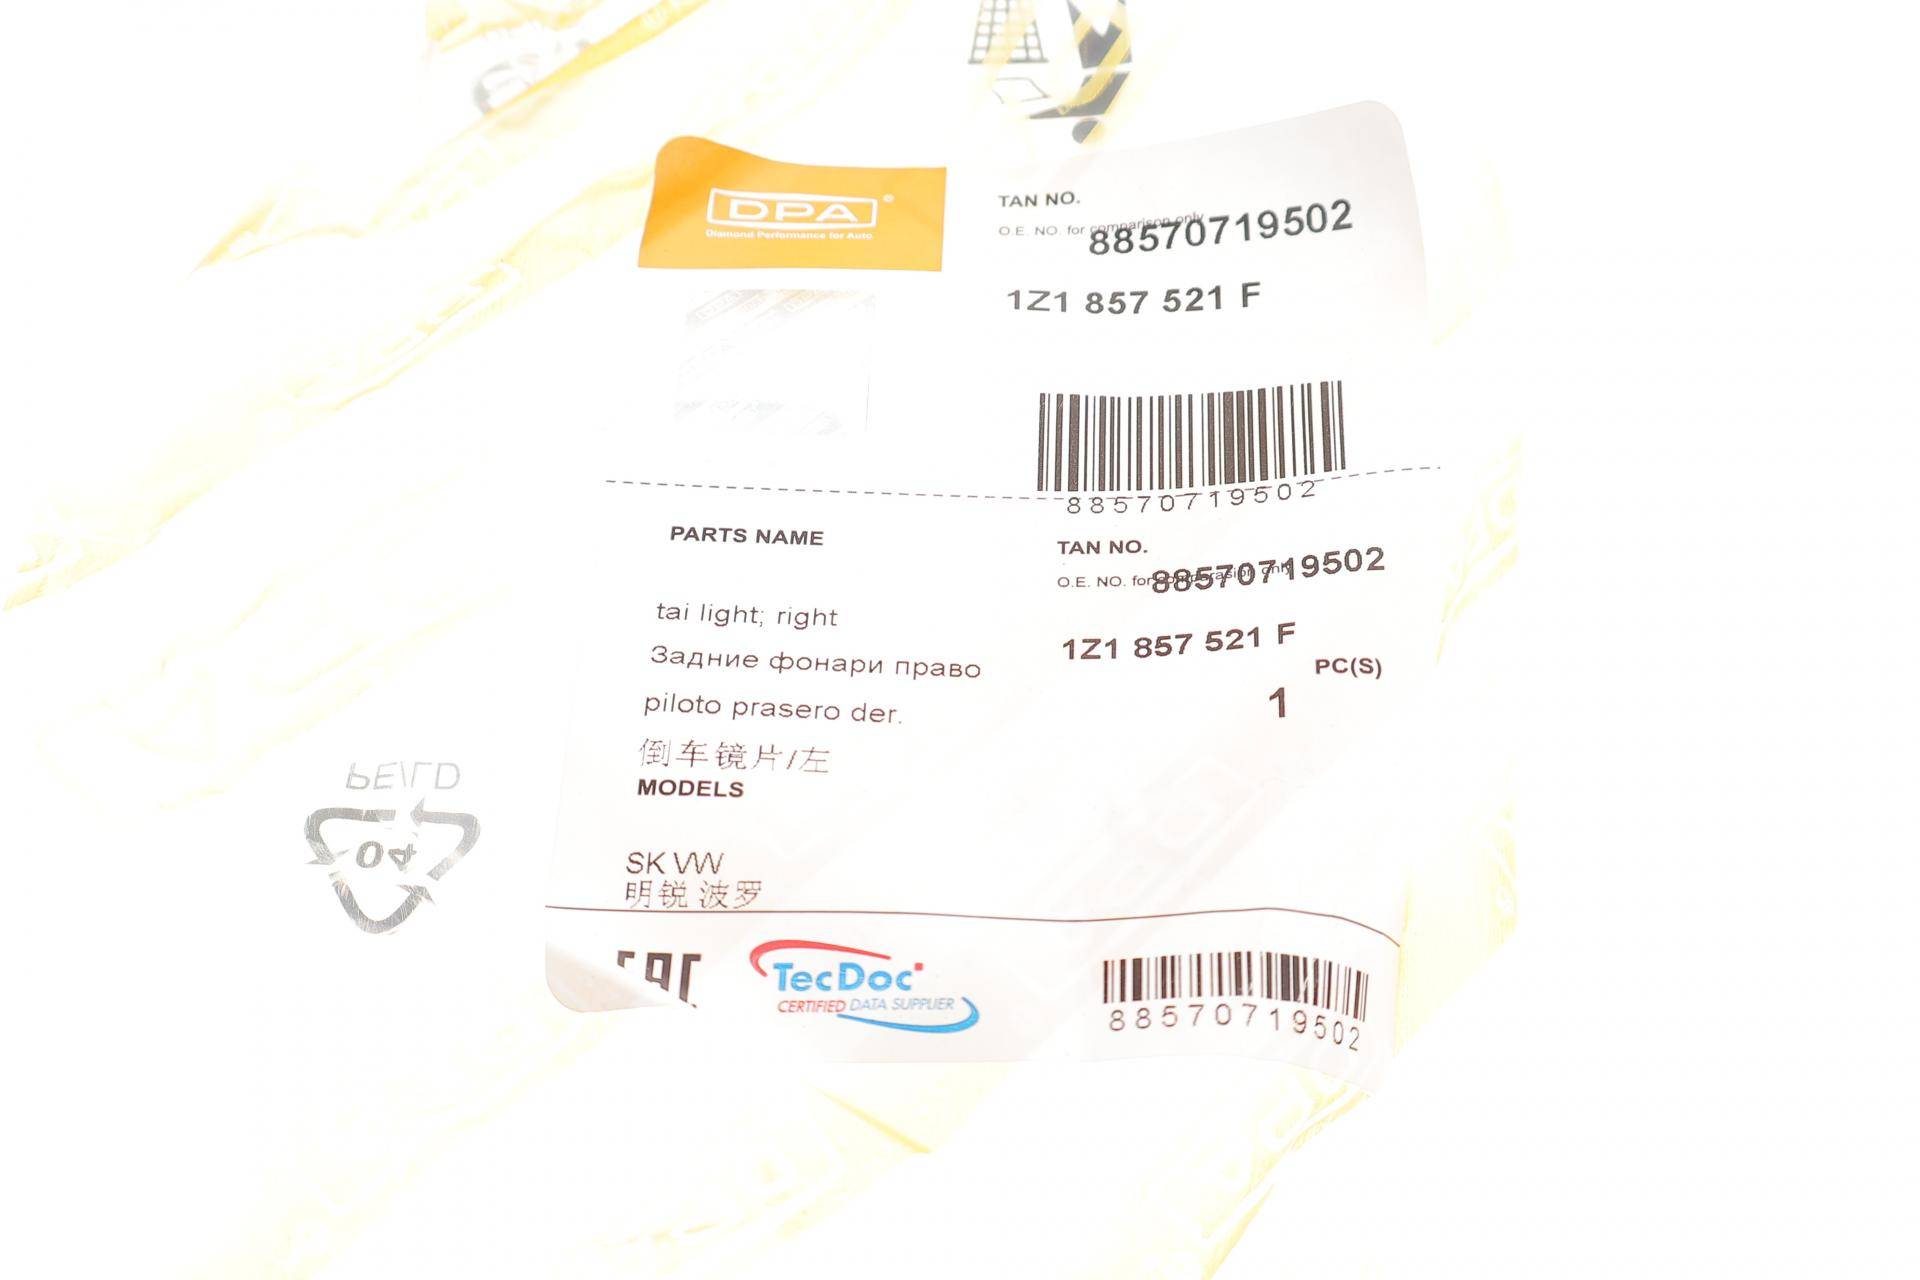 DPA®
Diamond Performance for Auto
TAN NO.
88570719502
O.E. NO. for comparison only
1Z1 857 521 F
88570719502
PARTS NAME
tai light; right
Задние фонари право
piloto prasero der.
倒车镜片/左
TAN NO.
88570719502
O.E. NO. for comporasion only
1Z1 857 521 F
PC(S)
1
MODELS
SK VW
明锐 波罗
EAC
TecDoc
CERTIFIED DATA SUPPLIER
88570719502
PE\LD
04